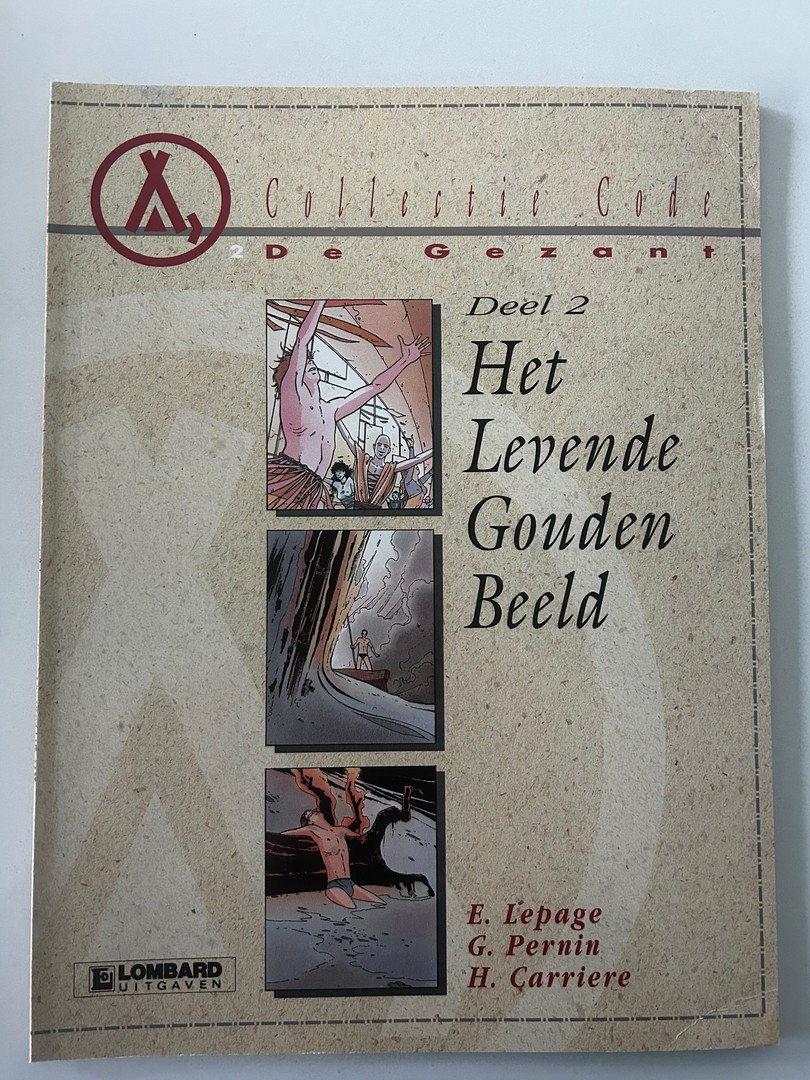 Collectie Code
2 De Gezant
Deel 2
Het
Levende
Gouden
Beeld
E. Lepage
G. Pernin
H. Carriere
LOMBARD
UITGAVEN